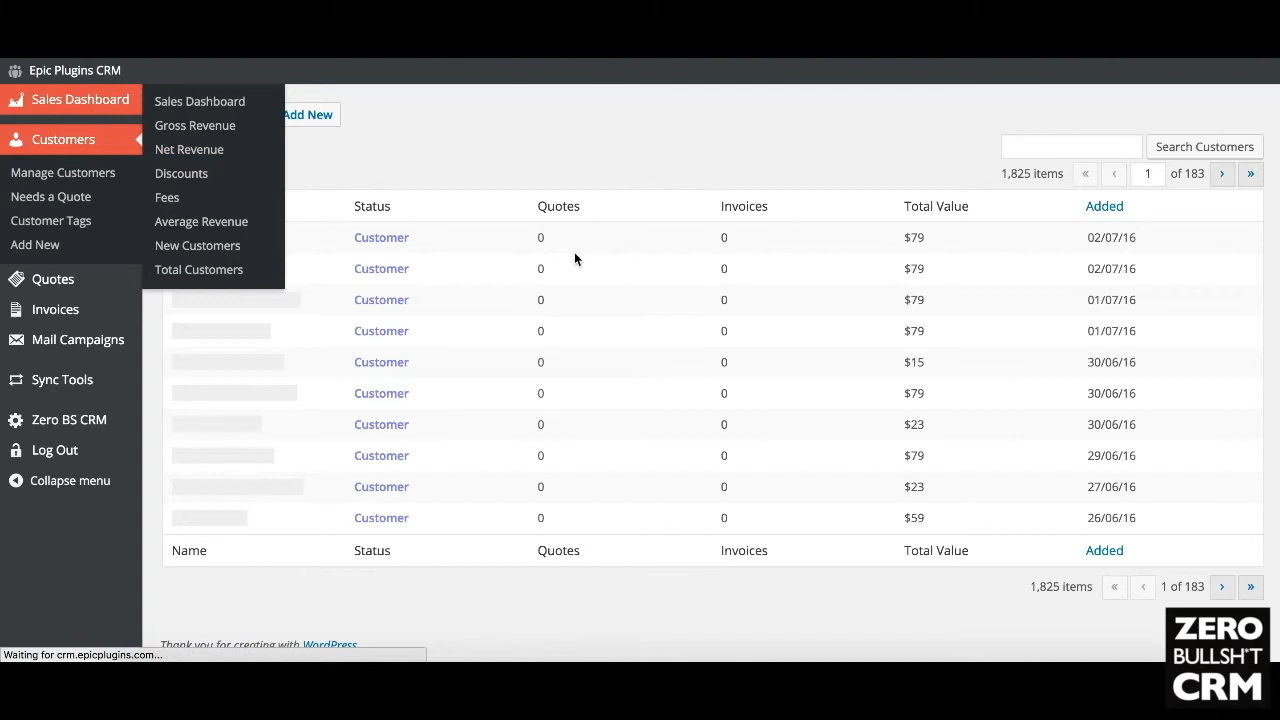 Epic Plugins CRM
Sales Dashboard
Customers
Manage Customers
Needs a Quote
Customer Tags
Add New
Quotes
Invoices
Mail Campaigns
Sync Tools
Zero BS CRM
Log Out
Collapse menu
Sales Dashboard
Gross Revenue
Net Revenue
Discounts
Fees
Average Revenue
New Customers
Total Customers
Add New
Search Customers
1,825 items « ‹ 1 of 183 › »
Status Quotes Invoices Total Value Added
Customer 0 0 $79 02/07/16
Customer 0 0 $79 02/07/16
Customer 0 0 $79 01/07/16
Customer 0 0 $79 01/07/16
Customer 0 0 $15 30/06/16
Customer 0 0 $79 30/06/16
Customer 0 0 $23 30/06/16
Customer 0 0 $79 29/06/16
Customer 0 0 $23 27/06/16
Customer 0 0 $59 26/06/16
Name Status Quotes Invoices Total Value Added
1,825 items « ‹ 1 of 183 › »
Thank you for creating with WordPress
Waiting for crm.epicplugins.com...
ZERO
BULLSH*T
CRM